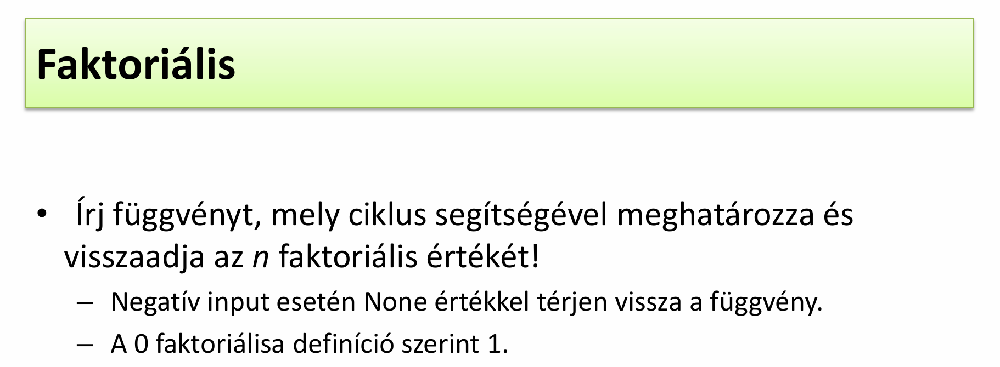 Faktoriális
• Írj függvényt, mely ciklus segítségével meghatározza és
visszaadja az n faktoriális értékét!
– Negatív input esetén None értékkel térjen vissza a függvény.
– A 0 faktoriálisa definíció szerint 1.